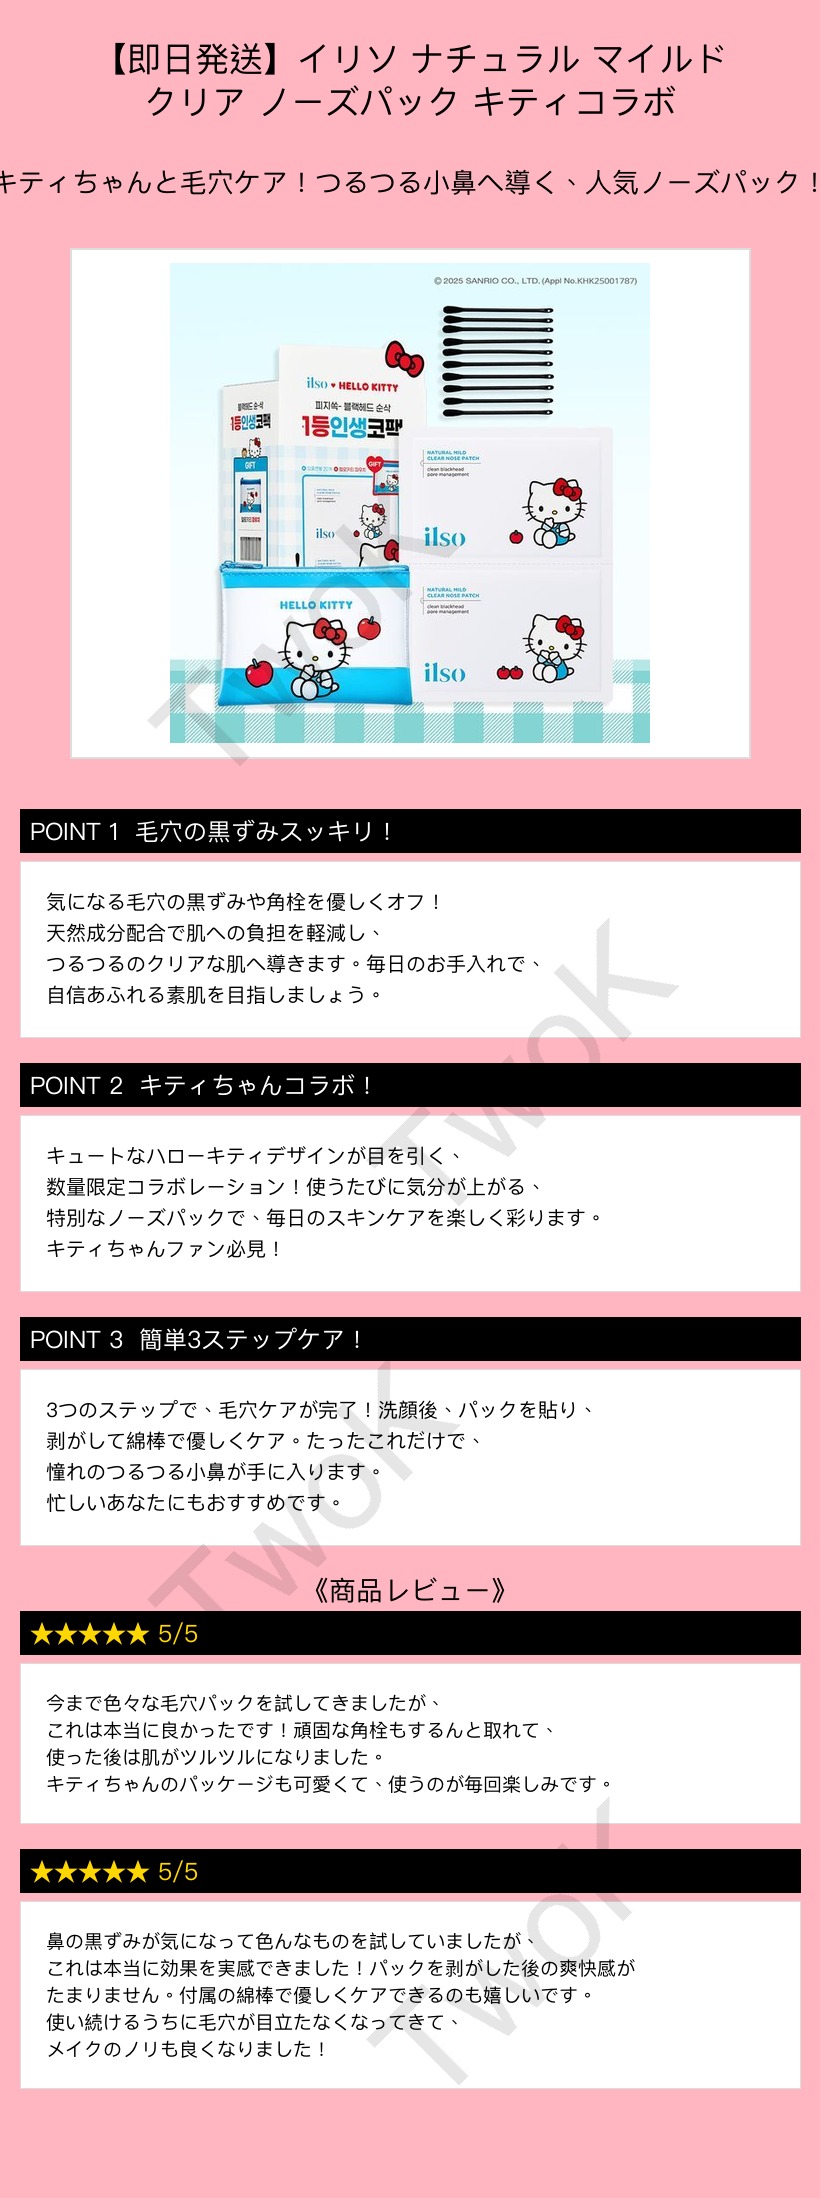 【即日発送】イリソ ナチュラル マイルド
クリア ノーズパック キティコラボ
キティちゃんと毛穴ケア！つるつる小鼻へ導く、人気ノーズパック！
© 2025 SANRIO CO., LTD. (Appl No.KHK25001787)
ilso ♥ HELLO KITTY
피지쏙- 블랙헤드 순삭
1등인생코팩
블랙헤드 순-삭
1등인생코팩
GIFT
GIFT
NATURAL MILD
CLEAR NOSE PATCH
clean blackhead
pore management
ilso
ilso
HELLO KITTY
NATURAL MILD
CLEAR NOSE PATCH
clean blackhead
pore management
ilso
TwoK
POINT 1 毛穴の黒ずみスッキリ！
気になる毛穴の黒ずみや角栓を優しくオフ！
天然成分配合で肌への負担を軽減し、
つるつるのクリアな肌へ導きます。毎日のお手入れで、
自信あふれる素肌を目指しましょう。
TwoK
POINT 2 キティちゃんコラボ！
キュートなハローキティデザインが目を引く、
数量限定コラボレーション！使うたびに気分が上がる、
特別なノーズパックで、毎日のスキンケアを楽しく彩ります。
キティちゃんファン必見！
POINT 3 簡単3ステップケア！
3つのステップで、毛穴ケアが完了！洗顔後、パックを貼り、
剥がして綿棒で優しくケア。たったこれだけで、
憧れのつるつる小鼻が手に入ります。
忙しいあなたにもおすすめです。
TwoK
《商品レビュー》
★★★★★ 5/5
今まで色々な毛穴パックを試してきましたが、
これは本当に良かったです！頑固な角栓もするんと取れて、
使った後は肌がツルツルになりました。
キティちゃんのパッケージも可愛くて、使うのが毎回楽しみです。
★★★★★ 5/5
鼻の黒ずみが気になって色んなものを試していましたが、
これは本当に効果を実感できました！パックを剥がした後の爽快感が
たまりません。付属の綿棒で優しくケアできるのも嬉しいです。
使い続けるうちに毛穴が目立たなくなってきて、
メイクのノリも良くなりました！
TwoK